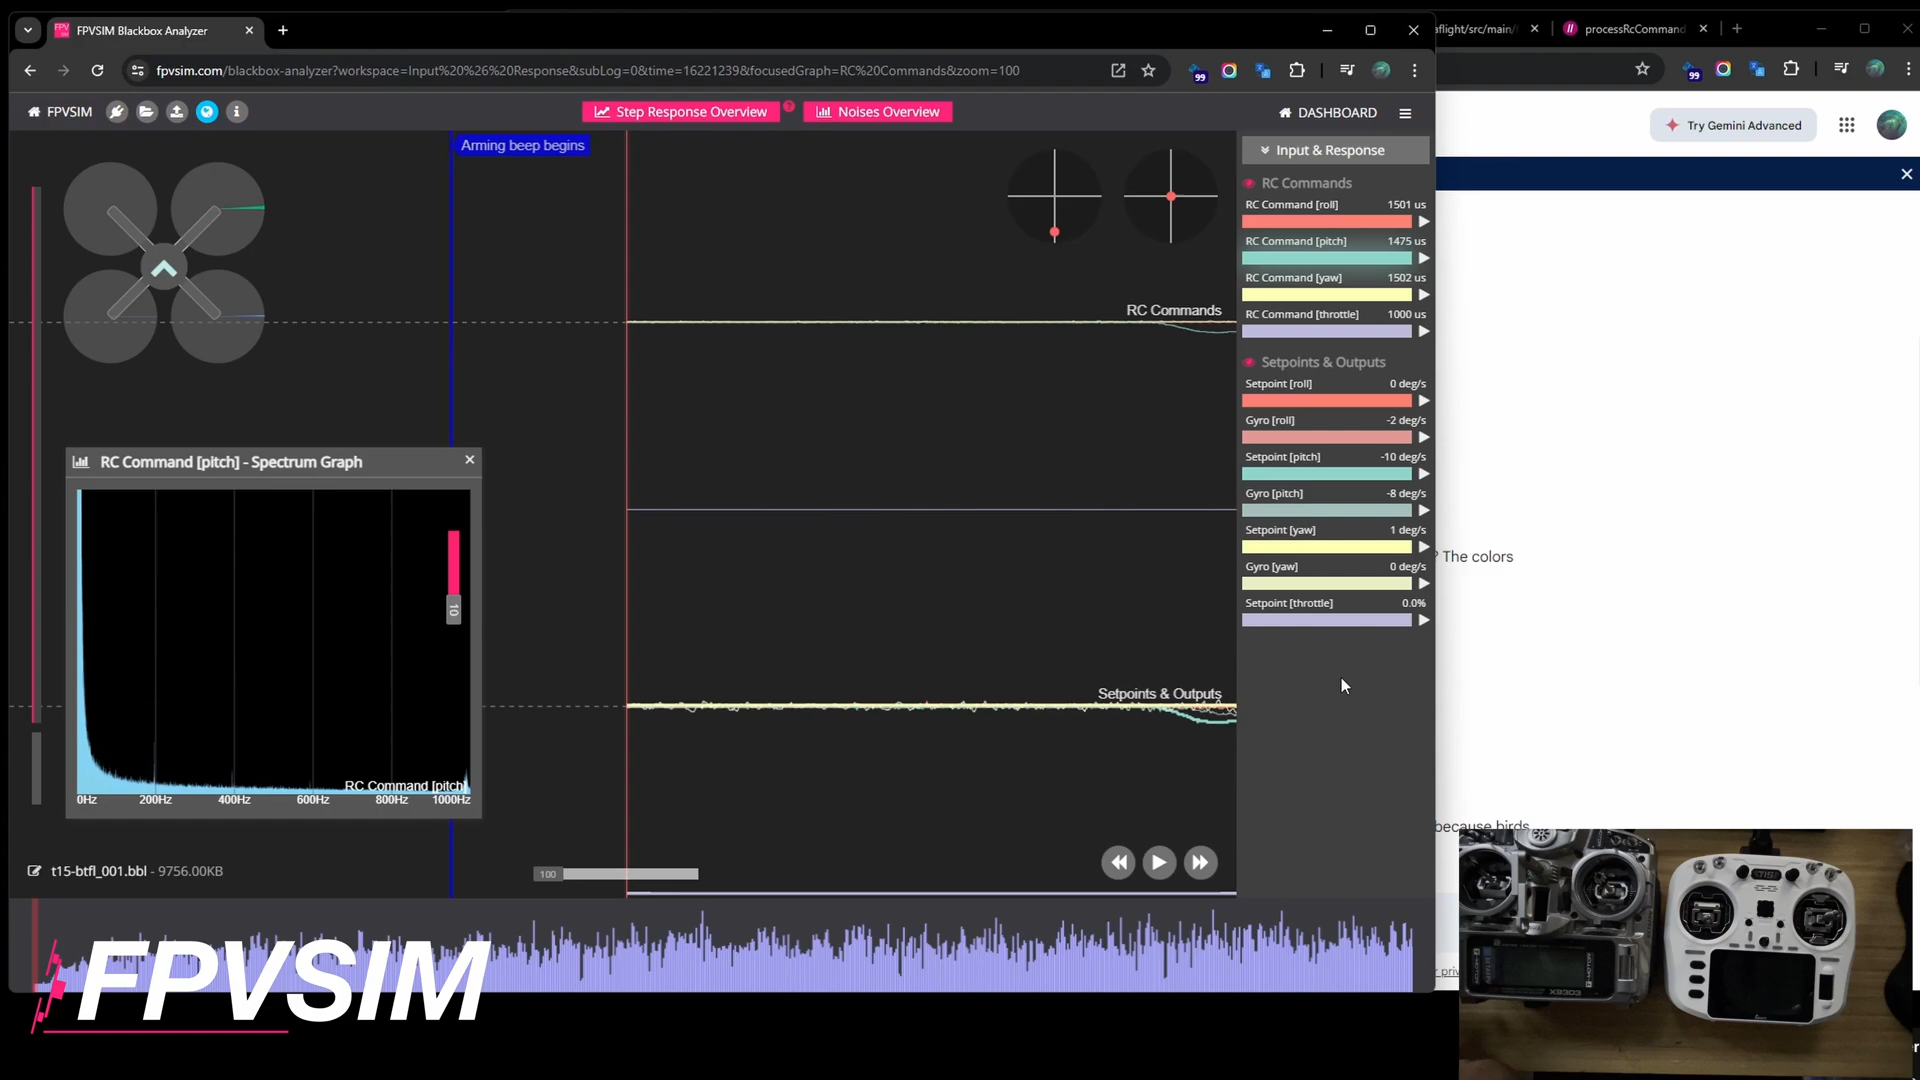 FPVSIM Blackbox Analyzer
aflight/src/main/
processRcCommand
fpvsim.com/blackbox-analyzer?workspace=Input%20%26%20Response&subLog=0&time=16221239&focusedGraph=RC%20Commands&zoom=100
99
99
FPVSIM
Step Response Overview
?
Noises Overview
DASHBOARD
Try Gemini Advanced
Arming beep begins
Input & Response
RC Commands
RC Command [roll] 1501 us
RC Command [pitch] 1475 us
RC Command [yaw] 1502 us
RC Command [throttle] 1000 us
RC Commands
Setpoints & Outputs
Setpoint [roll] 0 deg/s
Gyro [roll] -2 deg/s
Setpoint [pitch] -10 deg/s
Gyro [pitch] -8 deg/s
Setpoint [yaw] 1 deg/s
Gyro [yaw] 0 deg/s
Setpoint [throttle] 0.0%
? The colors
RC Command [pitch] - Spectrum Graph
10
RC Command [pitch]
0Hz 200Hz 400Hz 600Hz 800Hz 1000Hz
Setpoints & Outputs
because birds
t15-btfl_001.bbl - 9756.00KB
100
FPVSIM
T15